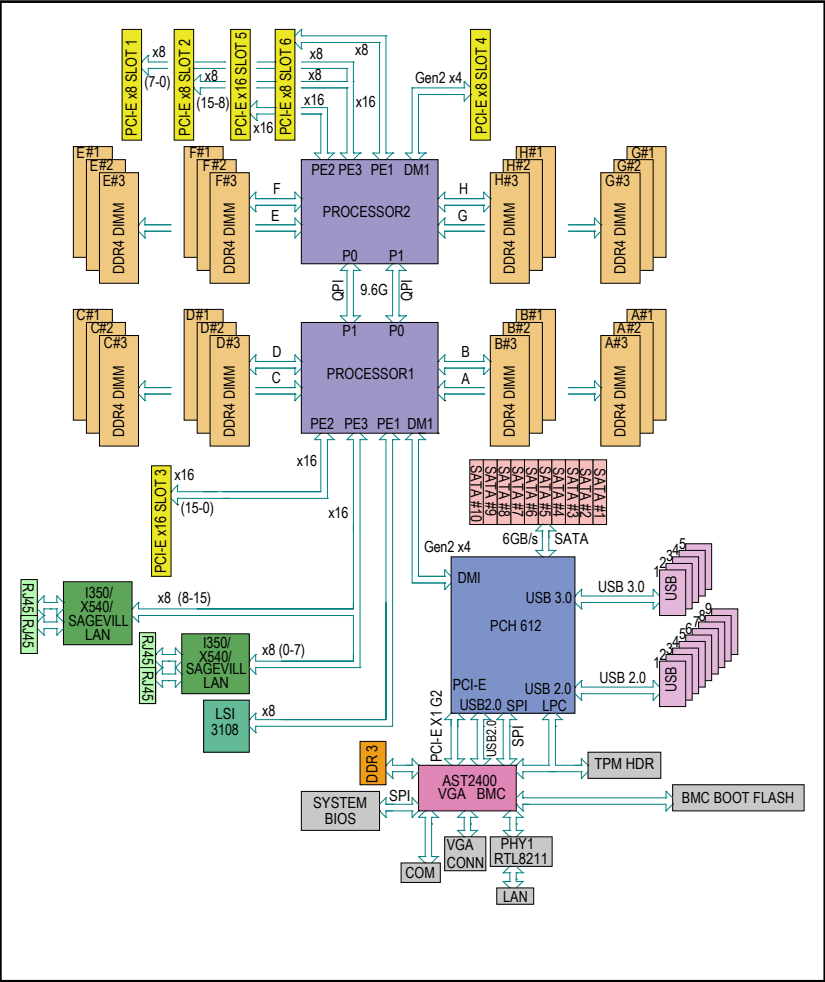 PCI-E x8 SLOT 1
PCI-E x8 SLOT 2
PCI-E x16 SLOT 5
PCI-E x8 SLOT 6
PCI-E x8 SLOT 4
x8
(7-0)
x8
(15-8)
x16
x8
x8
x16
x8
x16
Gen2 x4
E#1
E#2
E#3
DDR4 DIMM
F#1
F#2
F#3
DDR4 DIMM
F
E
PE2 PE3 PE1 DM1
PROCESSOR2
P0 P1
H
G
H#1
H#2
H#3
DDR4 DIMM
G#1
G#2
G#3
DDR4 DIMM
QPI
9.6G
QPI
C#1
C#2
C#3
DDR4 DIMM
D#1
D#2
D#3
DDR4 DIMM
D
C
P1 P0
PROCESSOR1
PE2 PE3 PE1 DM1
B
A
B#1
B#2
B#3
DDR4 DIMM
A#1
A#2
A#3
DDR4 DIMM
PCI-E x16 SLOT 3
x16
(15-0)
x16
x16
SATA #10
SATA #9
SATA #8
SATA #7
SATA #6
SATA #5
SATA #4
SATA #3
SATA #2
SATA #1
6GB/s SATA
Gen2 x4
DMI
USB 3.0
PCH 612
PCI-E
USB 2.0
USB2.0 SPI LPC
USB 3.0
1
2
3
4
5
USB
USB 2.0
1
2
3
4
5
6
7
8
9
USB
RJ45 RJ45
I350/
X540/
SAGEVILL
LAN
x8 (8-15)
RJ45 RJ45
I350/
X540/
SAGEVILL
LAN
x8 (0-7)
LSI
3108
x8
PCI-E X1 G2
USB2.0
SPI
DDR 3
AST2400
VGA BMC
TPM HDR
BMC BOOT FLASH
SYSTEM
BIOS
SPI
COM
VGA
CONN
PHY1
RTL8211
LAN